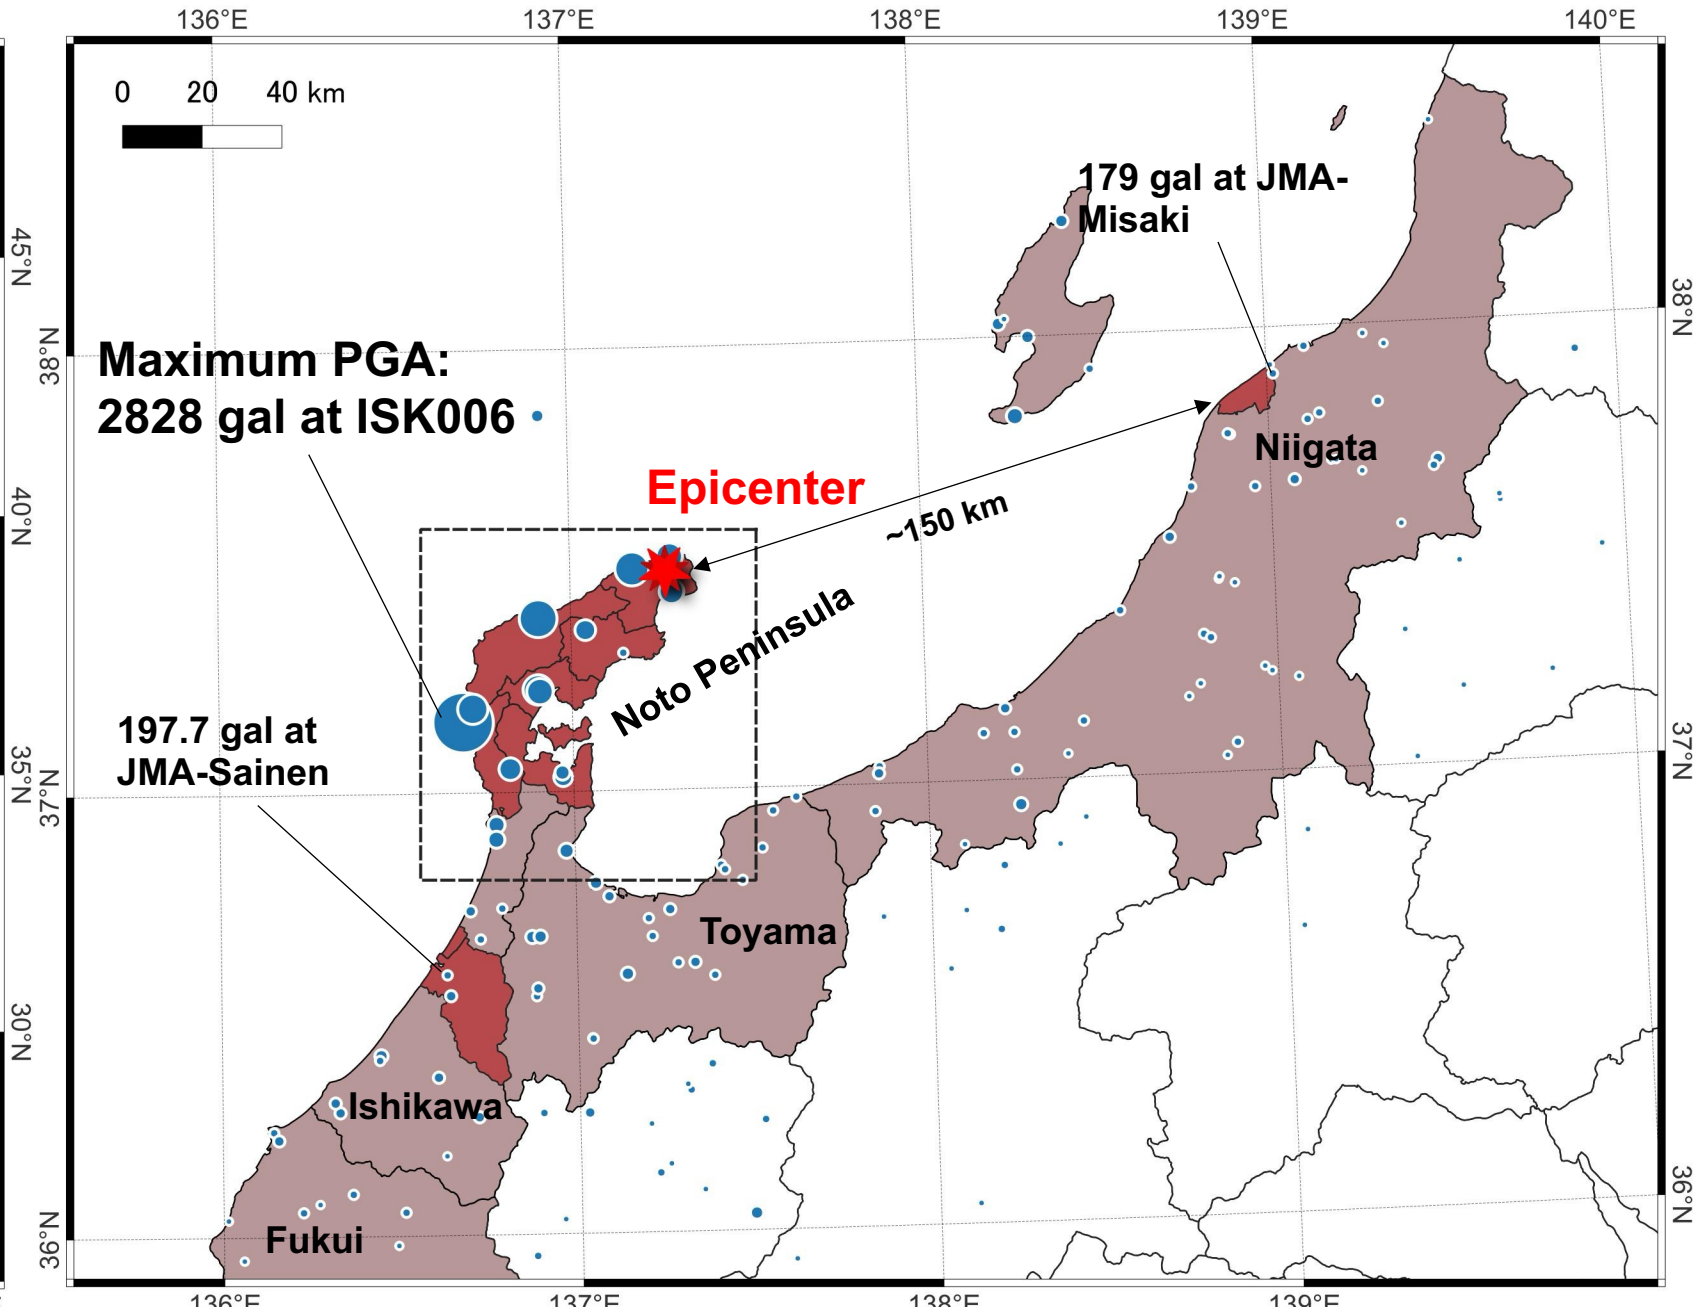 136°E 137°E 138°E 139°E 140°E
0 20 40 km
179 gal at JMA-
Misaki
45°N
38°N
38°N
Maximum PGA:
2828 gal at ISK006
Niigata
Epicenter
~150 km
40°N
Noto Peninsula
197.7 gal at
JMA-Sainen
35°N
37°N
Toyama
30°N
Ishikawa
36°N
Fukui
136°E 137°E 138°E 139°E